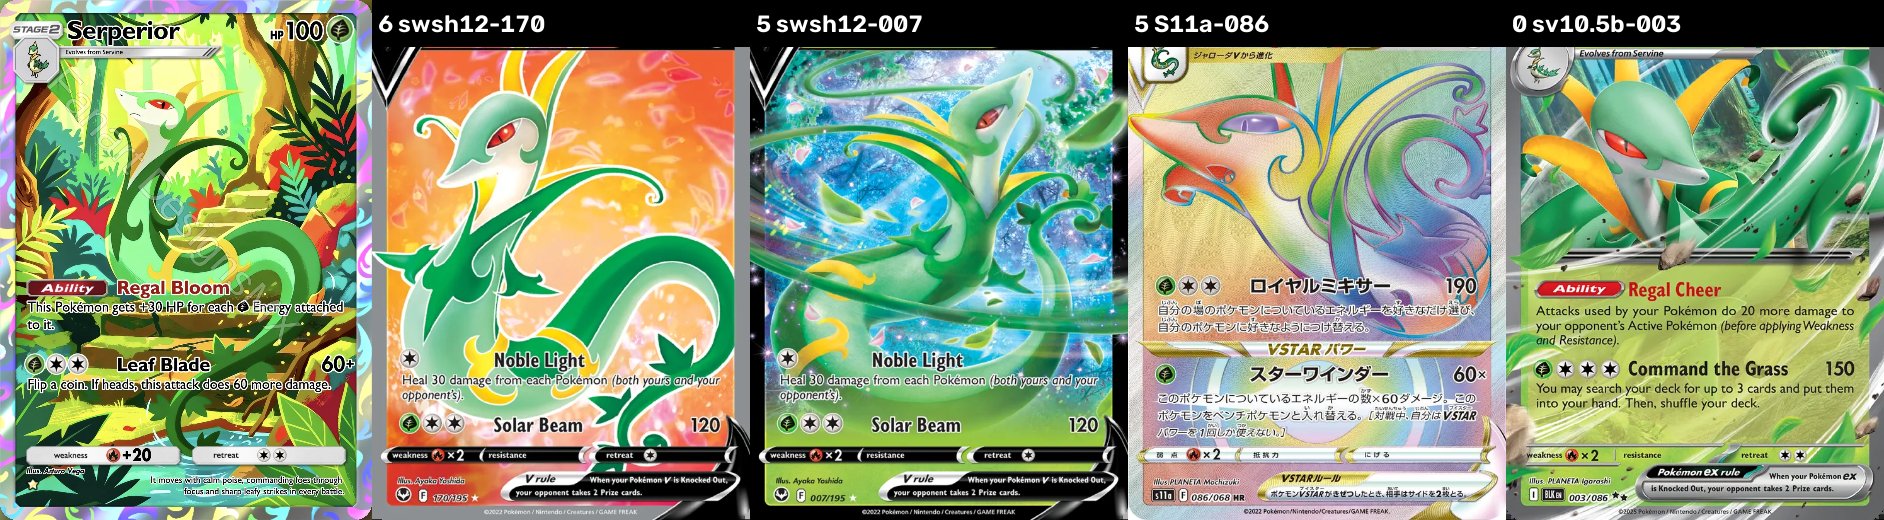 STAGE2 Serperior HP100
Evolves from Servine
Ability Regal Bloom
This Pokémon gets +30 HP for each Energy attached
to it.
Leaf Blade 60+
Flip a coin. If heads, this attack does 60 more damage.
weakness +20 retreat
Illus. Arturo Vega
It moves with calm poise, commanding foes through
focus and sharp leaf strikes in every battle.
6 swsh12-170
Noble Light
Heal 30 damage from each Pokémon (both yours and your
opponent's).
Solar Beam 120
weakness ×2 resistance retreat
Illus. Ayaka Yoshida
V rule When your Pokémon V is Knocked Out,
your opponent takes 2 Prize cards.
F 170/195
©2022 Pokémon / Nintendo / Creatures / GAME FREAK
5 swsh12-007
Noble Light
Heal 30 damage from each Pokémon (both yours and your
opponent's).
Solar Beam 120
weakness ×2 resistance retreat
Illus. Ayaka Yoshida
V rule When your Pokémon V is Knocked Out,
your opponent takes 2 Prize cards.
F 007/195
©2022 Pokémon / Nintendo / Creatures / GAME FREAK
5 S11a-086
ジャローダVから進化
ロイヤルミキサー 190
自分の場のポケモンについているエネルギーを好きなだけ選び、
自分のポケモンに好きなようにつけ替える。
VSTARパワー
スターワインダー 60×
このポケモンについているエネルギーの数×60ダメージ。この
ポケモンをベンチポケモンと入れ替える。[対戦中、自分はVSTAR
パワーを1回しか使えない。]
弱点 ×2 抵抗力 にげる
Illus. PLANETA Mochizuki
s11a F 086/068 HR
VSTARルール
ポケモンVSTARがきぜつしたとき、相手はサイドを2枚とる。
©2022 Pokémon / Nintendo / Creatures / GAME FREAK
0 sv10.5b-003
Evolves from Servine
Ability Regal Cheer
Attacks used by your Pokémon do 20 more damage to
your opponent's Active Pokémon (before applying Weakness
and Resistance).
Command the Grass 150
You may search your deck for up to 3 cards and put them
into your hand. Then, shuffle your deck.
weakness ×2 resistance retreat
Illus. PLANETA Igarashi
I BLK EN 003/086
Pokémon ex rule When your Pokémon ex
is Knocked Out, your opponent takes 2 Prize cards.
©2025 Pokémon / Nintendo / Creatures / GAME FREAK